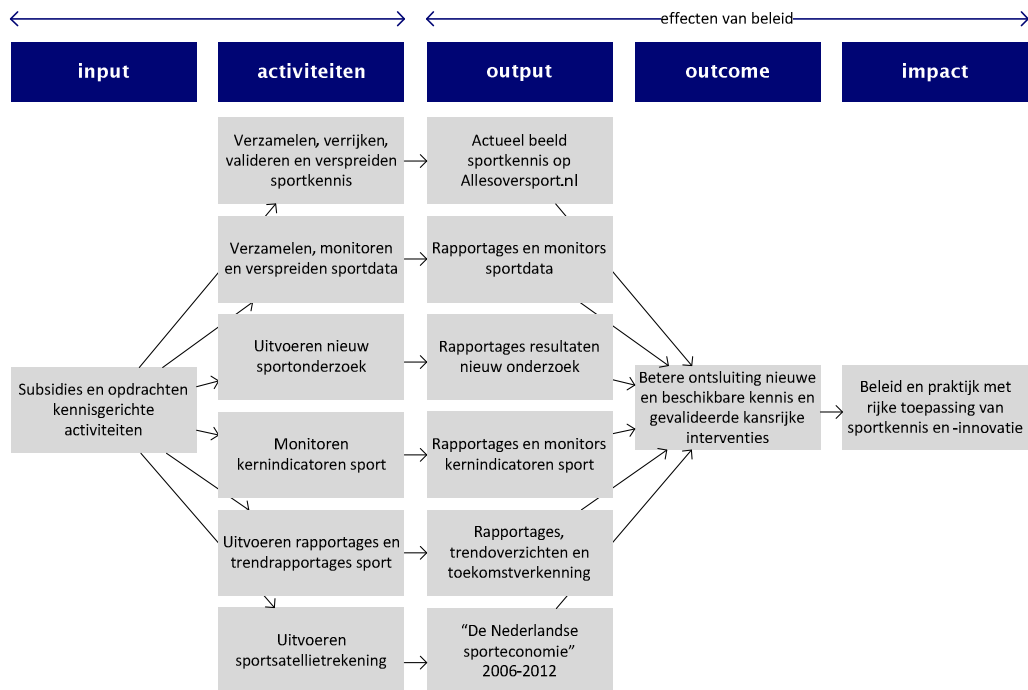 effecten van beleid
input
activiteiten
output
outcome
impact
Subsidies en opdrachten
kennisgerichte
activiteiten
Verzamelen, verrijken,
valideren en verspreiden
sportkennis
Verzamelen, monitoren
en verspreiden sportdata
Uitvoeren nieuw
sportonderzoek
Monitoren
kernindicatoren sport
Uitvoeren rapportages en
trendrapportages sport
Uitvoeren
sportsatellietrekening
Actueel beeld
sportkennis op
Allesoversport.nl
Rapportages en monitors
sportdata
Rapportages resultaten
nieuw onderzoek
Rapportages en monitors
kernindicatoren sport
Rapportages,
trendoverzichten en
toekomstverkenning
“De Nederlandse
sporteconomie”
2006-2012
Betere ontsluiting nieuwe
en beschikbare kennis en
gevalideerde kansrijke
interventies
Beleid en praktijk met
rijke toepassing van
sportkennis en -innovatie